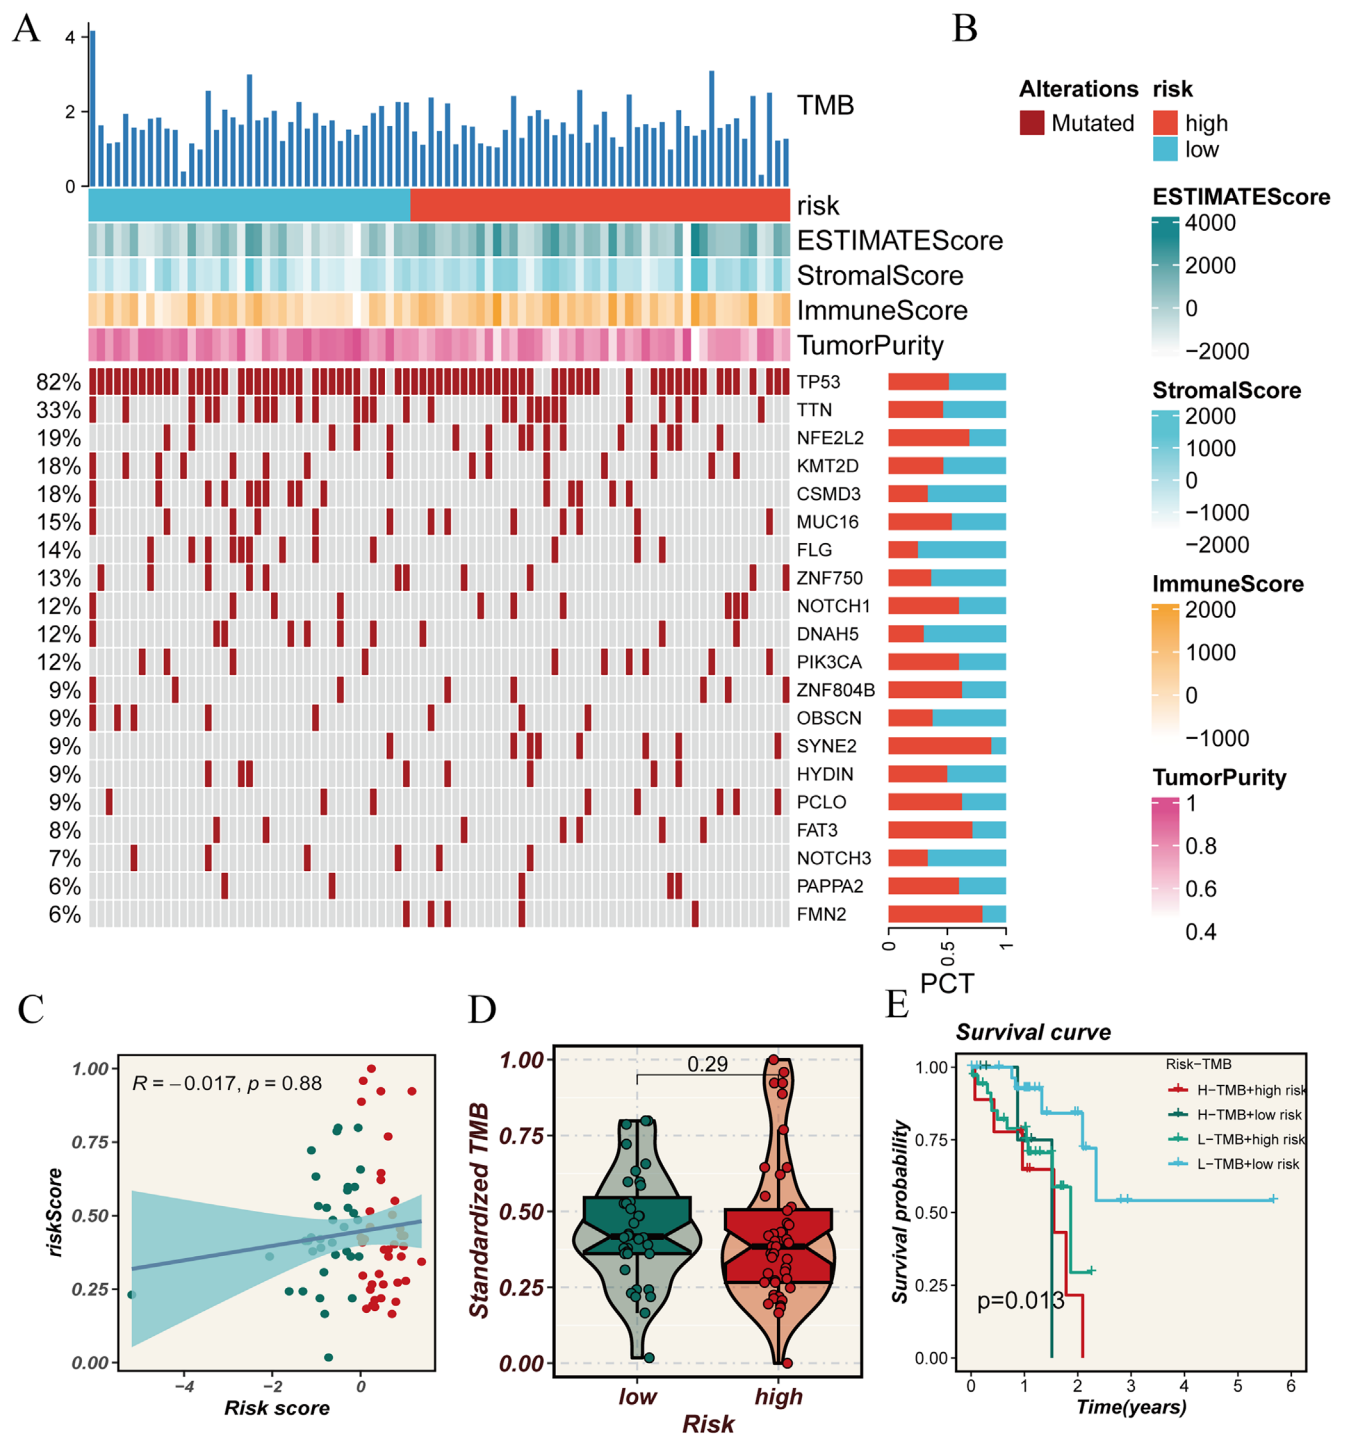 A
B
4
2
0
TMB
risk
ESTIMATEScore
StromalScore
ImmuneScore
TumorPurity
82% TP53
33% TTN
19% NFE2L2
18% KMT2D
18% CSMD3
15% MUC16
14% FLG
13% ZNF750
12% NOTCH1
12% DNAH5
12% PIK3CA
9% ZNF804B
9% OBSCN
9% SYNE2
9% HYDIN
9% PCLO
8% FAT3
7% NOTCH3
6% PAPPA2
6% FMN2
0 0.5 1
PCT
Alterations
Mutated
risk
high
low
ESTIMATEScore
4000
2000
0
−2000
StromalScore
2000
1000
0
−1000
−2000
ImmuneScore
2000
1000
0
−1000
TumorPurity
1
0.8
0.6
0.4
C
R = −0.017, p = 0.88
1.00
0.75
0.50
0.25
0.00
riskScore
−4 −2 0
Risk score
D
0.29
1.00
0.75
0.50
0.25
0.00
Standardized TMB
low high
Risk
E
Survival curve
Risk−TMB
H−TMB+high risk
H−TMB+low risk
L−TMB+high risk
L−TMB+low risk
1.00
0.75
0.50
0.25
0.00
Survival probability
p=0.013
0 1 2 3 4 5 6
Time(years)